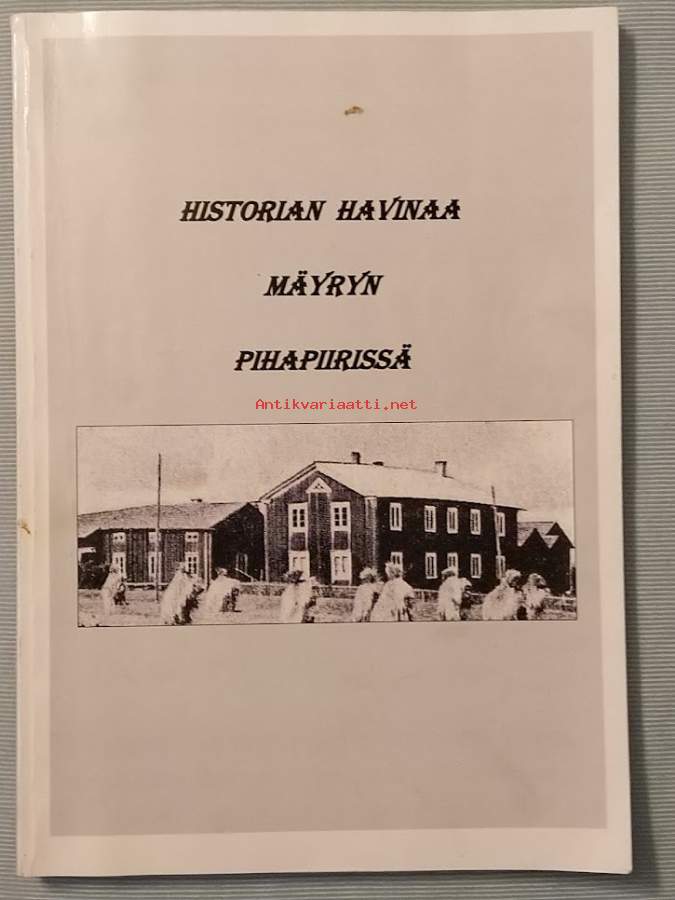 HISTORIAN HAVINAA
MÄYRYN
PIHAPIIRISSÄ
Antikvariaatti.net